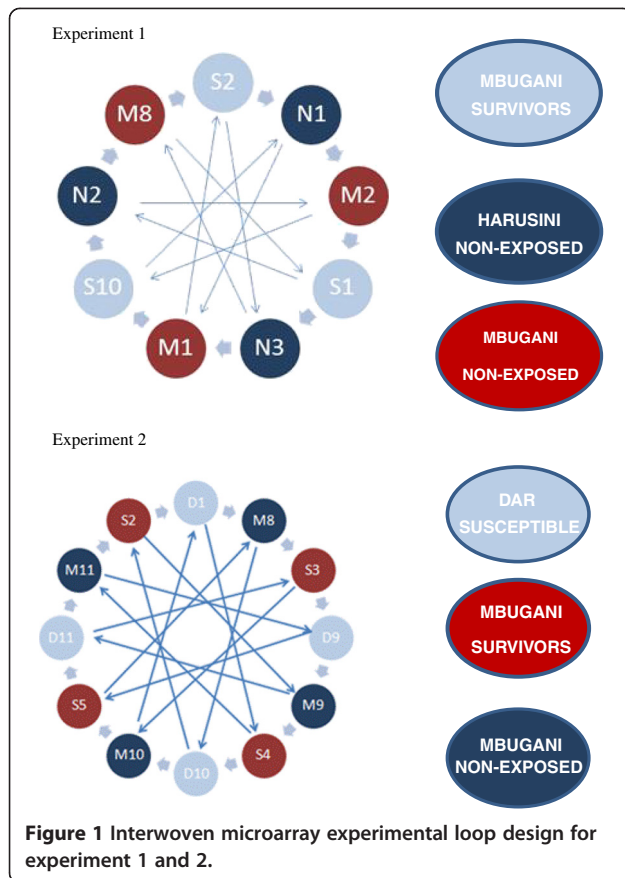 Experiment 1
S2
N1
M2
S1
N3
M1
S10
N2
M8
MBUGANI
SURVIVORS
HARUSINI
NON-EXPOSED
MBUGANI
NON-EXPOSED
Experiment 2
D1
M8
S3
D9
M9
S4
D10
M10
S5
D11
M11
S2
DAR
SUSCEPTIBLE
MBUGANI
SURVIVORS
MBUGANI
NON-EXPOSED
Figure 1 Interwoven microarray experimental loop design for
experiment 1 and 2.